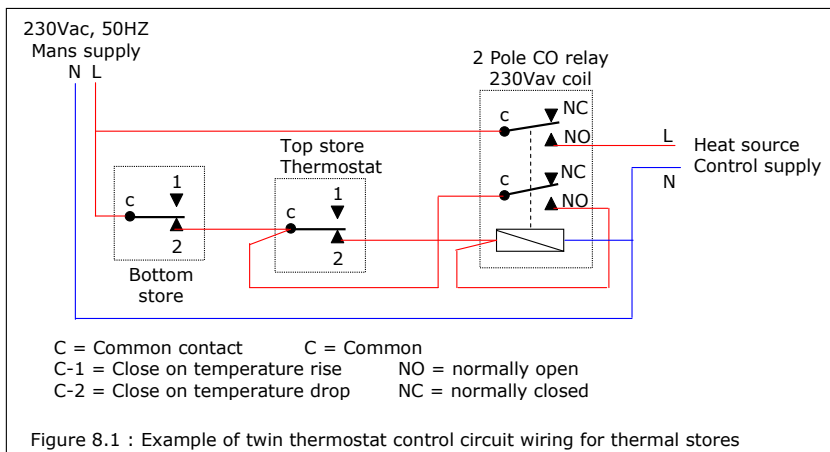 230Vac, 50HZ
Mans supply
N L
2 Pole CO relay
230Vav coil
NC
c
NO
L
Heat source
Control supply
N
Top store
Thermostat
1
c
2
1
c
2
NC
c
NO
Bottom
store
C = Common contact C = Common
C-1 = Close on temperature rise NO = normally open
C-2 = Close on temperature drop NC = normally closed
Figure 8.1 : Example of twin thermostat control circuit wiring for thermal stores